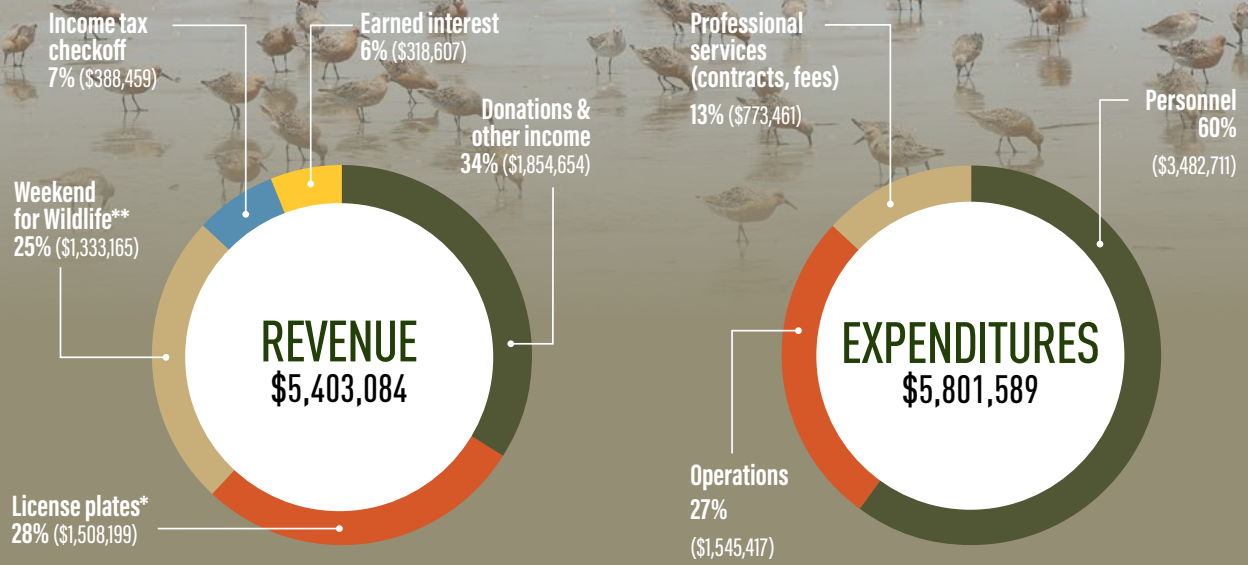 Income tax
checkoff
7% ($388,459)
Earned interest
6% ($318,607)
Donations &
other income
34% ($1,854,654)
Weekend
for Wildlife**
25% ($1,333,165)
REVENUE
$5,403,084
License plates*
28% ($1,508,199)
Professional
services
(contracts, fees)
13% ($773,461)
Personnel
60%
($3,482,711)
EXPENDITURES
$5,801,589
Operations
27%
($1,545,417)